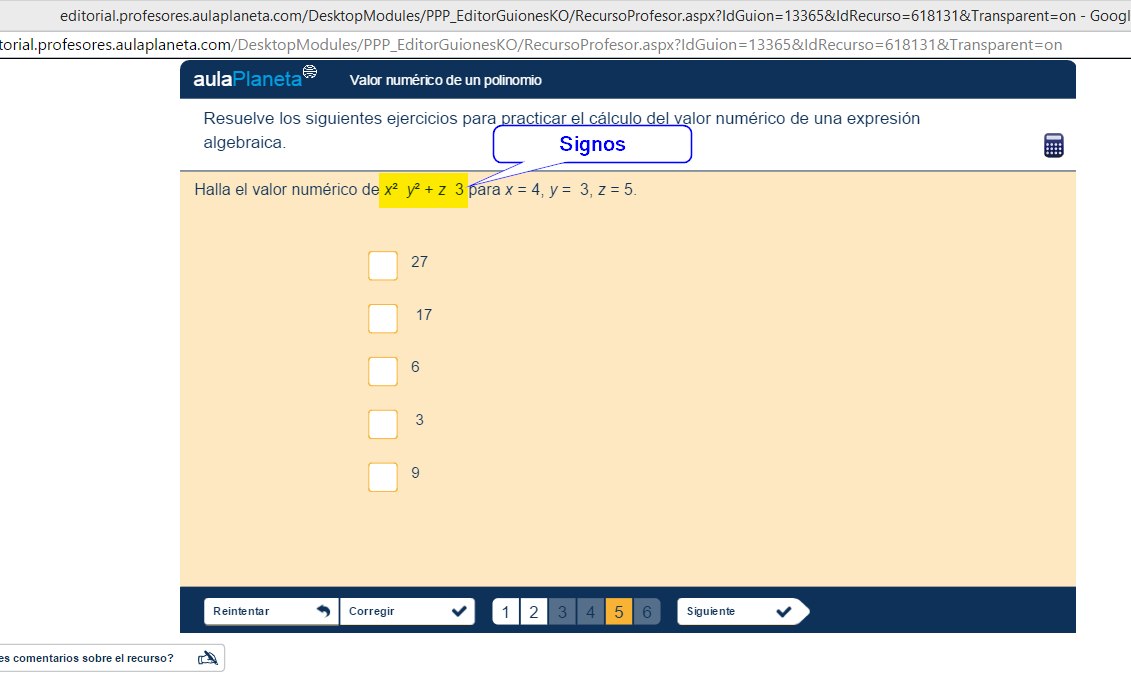 editorial.profesores.aulaplaneta.com/DesktopModules/PPP_EditorGuionesKO/RecursoProfesor.aspx?IdGuion=13365&IdRecurso=618131&Transparent=on - Googl
torial.profesores.aulaplaneta.com/DesktopModules/PPP_EditorGuionesKO/RecursoProfesor.aspx?IdGuion=13365&IdRecurso=618131&Transparent=on
aulaPlaneta Valor numérico de un polinomio
Resuelve los siguientes ejercicios para practicar el cálculo del valor numérico de una expresión
algebraica.
Signos
Halla el valor numérico de x² y² + z 3 para x = 4, y = 3, z = 5.
27
17
6
3
9
Reintentar Corregir 1 2 3 4 5 6 Siguiente
es comentarios sobre el recurso?